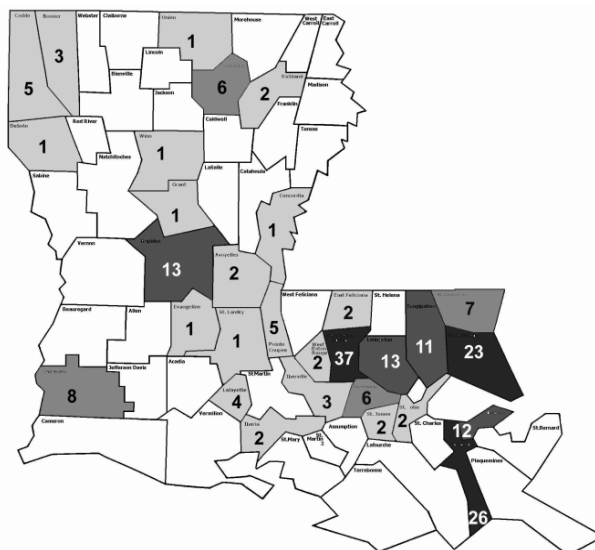 Caddo
Bossier
Webster
Claiborne
Union
Morehouse
West
Carroll
East
Carroll
1
3
Lincoln
Bienville
6
Richland
2
Madison
5
Jackson
Franklin
DeSoto
Red River
Caldwell
Tensas
1
Winn
1
Natchitoches
LaSalle
Catahoula
Sabine
Grant
1
Concordia
1
Vernon
13
Avoyelles
2
West Feliciana
East Feliciana
2
St. Helena
7
Beauregard
Allen
Evangeline
1
St. Landry
1
5
Pointe
Coupee
West
Baton
Rouge
2
37
13
11
23
Acadia
Jefferson Davis
8
St.Martin
Iberville
Lafayette
4
3
6
Cameron
Vermilion
Iberia
2
St.Mary
St.
Martin
Assumption
St. James
2
2
St. Charles
12
St.Bernard
Lafourche
Terrebonne
Plaquemines
26